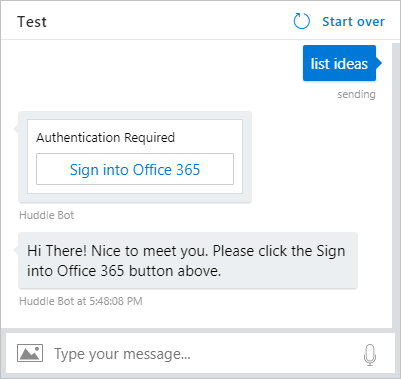 Test
Start over
list ideas
sending
Authentication Required
Sign into Office 365
Huddle Bot
Hi There! Nice to meet you. Please click the Sign
into Office 365 button above.
Huddle Bot at 5:48:08 PM
Type your message...